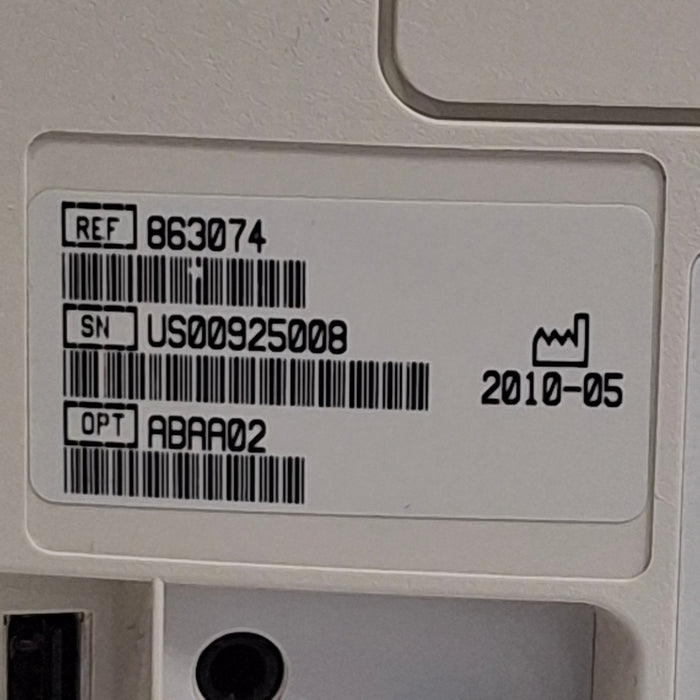 REF 863074
SN US00925008
OPT ABAA02
2010-05